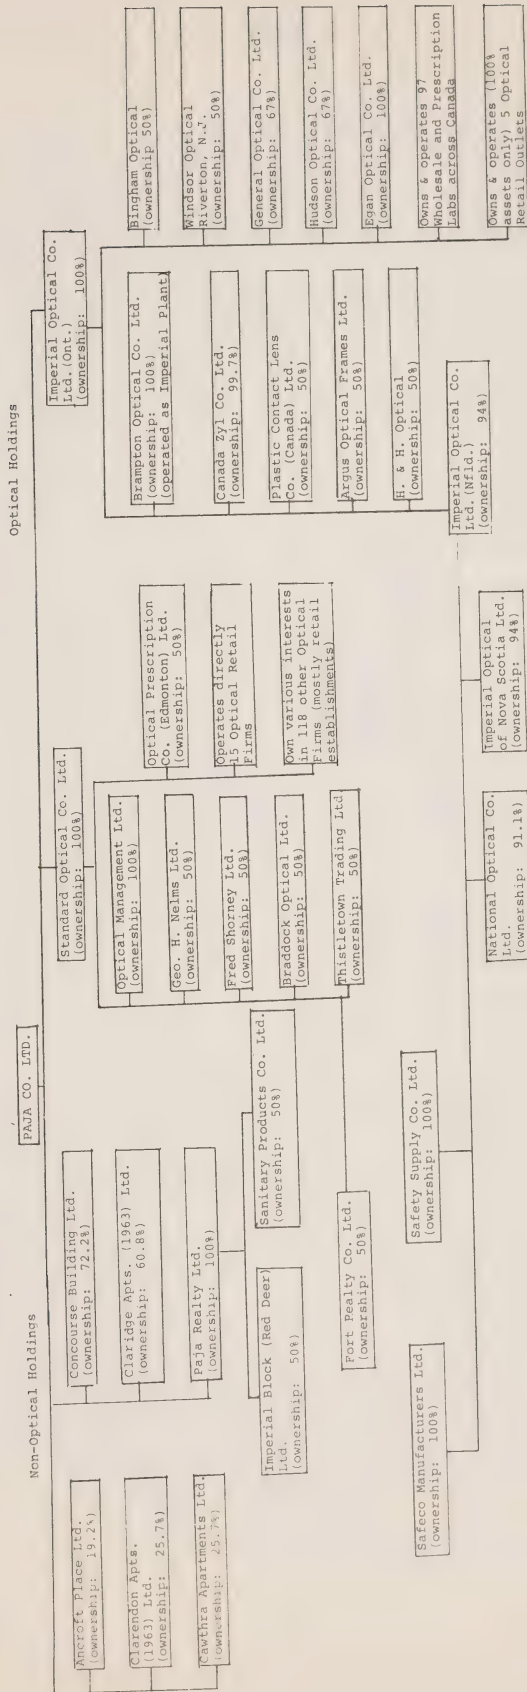 Non-Optical Holdings
Optical Holdings
PAJA CO. LTD.
Ancroft Place Ltd.
(ownership: 19.2%)
Clarendon Apts.
(1963) Ltd.
(ownership: 25.7%)
Cawthra Apartments Ltd.
(ownership: 25.7%)
Concourse Building Ltd.
(ownership: 72.2%)
Claridge Apts. (1963) Ltd.
(ownership: 60.8%)
Paja Realty Ltd.
(ownership: 100%)
Imperial Block (Red Deer)
Ltd.
(ownership: 50%)
Sanitary Products Co. Ltd.
(ownership: 50%)
Fort Pealty Co. Ltd.
(ownership: 50%)
Standard Optical Co. Ltd.
(ownership: 100%)
Optical Management Ltd.
(ownership: 100%)
Geo. H. Nelms Ltd.
(ownership: 50%)
Fred Shorney Ltd.
(ownership: 50%)
Braddock Optical Ltd.
(ownership: 50%)
Thistletown Trading Ltd
(ownership: 50%)
Optical Prescription
Co. (Edmonton) Ltd.
(ownership: 50%)
Operates directly
15 Optical Retail
Firms
Own various interests
in 118 other Optical
Firms (mostly retail
establishments)
Imperial Optical Co.
Ltd. (Ont.)
(ownership: 100%)
Brampton Optical Co. Ltd.
(ownership: 100%)
(operated as Imperial Plant)
Canada Zyl Co. Ltd.
(ownership: 99.7%)
Plastic Contact Lens
Co. (Canada) Ltd.
(ownership: 50%)
Argus Optical Frames Ltd.
(ownership: 50%)
H. & H. Optical
(ownership: 50%)
Imperial Optical Co.
Ltd. (Nfld.)
(ownership: 94%)
Bingham Optical
(ownership 50%)
Windsor Optical
Riverton, N.J.
(ownership: 50%)
General Optical Co. Ltd.
(ownership: 67%)
Hudson Optical Co. Ltd.
(ownership: 67%)
Egan Optical Co. Ltd.
(ownership: 100%)
Owns & operates 97
Wholesale and Prescription
Labs across Canada
Owns & operates (100%
assets only) 5 Optical
Retail Outlets
Safeco Manufacturers Ltd.
(ownership: 100%)
Safety Supply Co. Ltd.
(ownership: 100%)
National Optical Co.
Ltd.
(ownership: 91.1%)
Imperial Optical
of Nova Scotia Ltd.
(ownership: 94%)